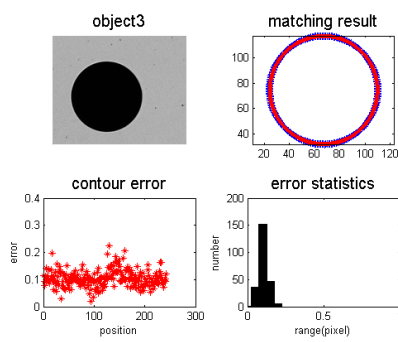 object3
matching result
100
80
60
40
20 40 60 80 100 120
contour error
error statistics
0.4
0.3
0.2
0.1
0
error
0 100 200 300
position
200
150
100
50
0
number
0 0.5
range(pixel)